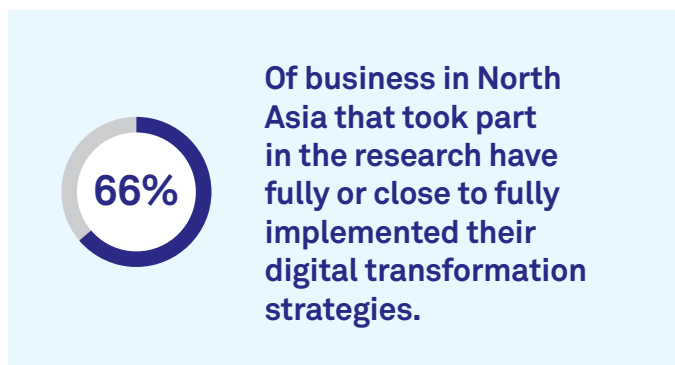 66%
Of business in North
Asia that took part
in the research have
fully or close to fully
implemented their
digital transformation
strategies.